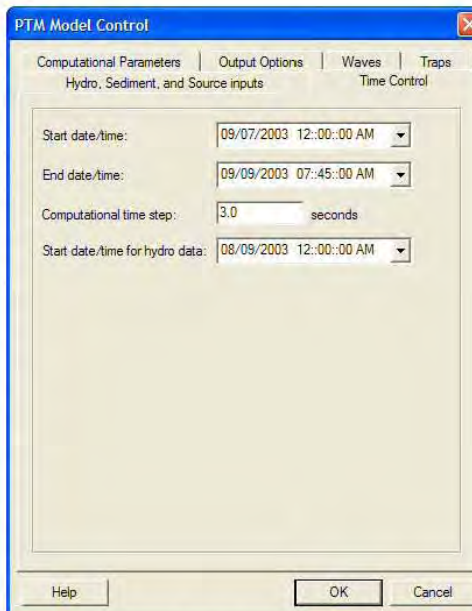 PTM Model Control
Computational Parameters | Output Options | Waves | Traps
Hydro, Sediment, and Source inputs Time Control
Start date/time: 09/07/2003 12::00::00 AM
End date/time: 09/09/2003 07::45::00 AM
Computational time step: 3.0 seconds
Start date/time for hydro data: 08/09/2003 12::00::00 AM
Help OK Cancel